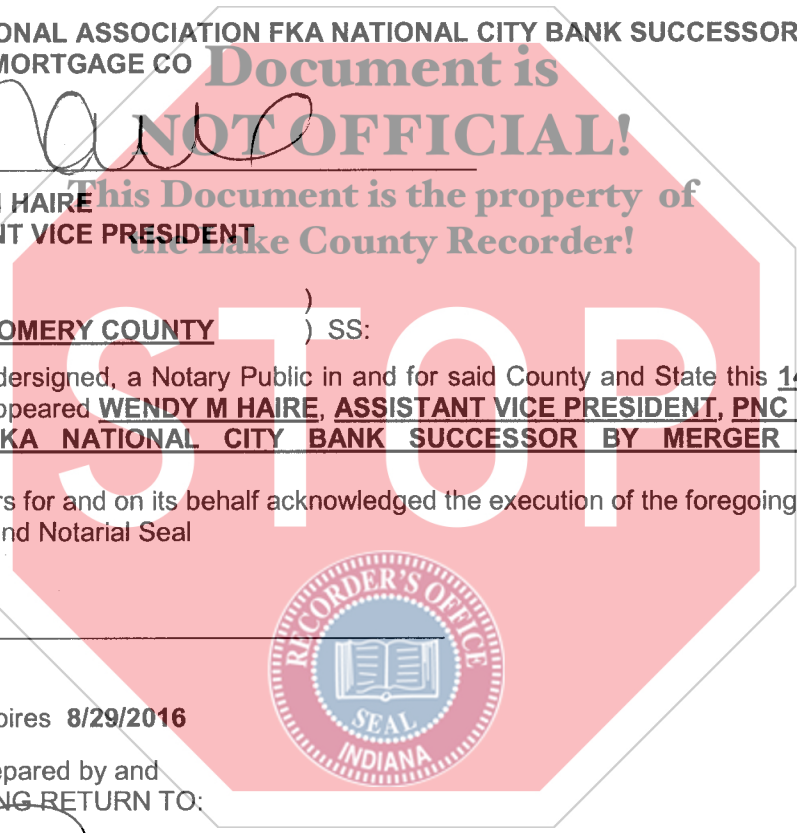 ONAL ASSOCIATION FKA NATIONAL CITY BANK SUCCESSOR
MORTGAGE CO
Document is
NOT OFFICIAL!
This Document is the property of
the Lake County Recorder!
HAIRE
NT VICE PRESIDENT
)
OMERY COUNTY ) SS:
STOP
dersigned, a Notary Public in and for said County and State this 14
ppeared WENDY M HAIRE, ASSISTANT VICE PRESIDENT, PNC
KA NATIONAL CITY BANK SUCCESSOR BY MERGER
rs for and on its behalf acknowledged the execution of the foregoing
nd Notarial Seal
RECORDER'S OFFICE
SEAL
INDIANA
pires 8/29/2016
epared by and
NG RETURN TO: